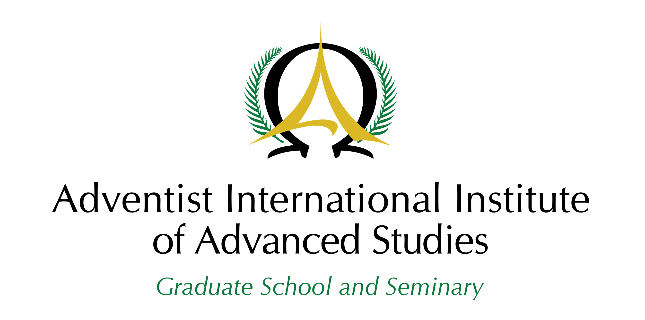 Adventist International Institute
of Advanced Studies
Graduate School and Seminary